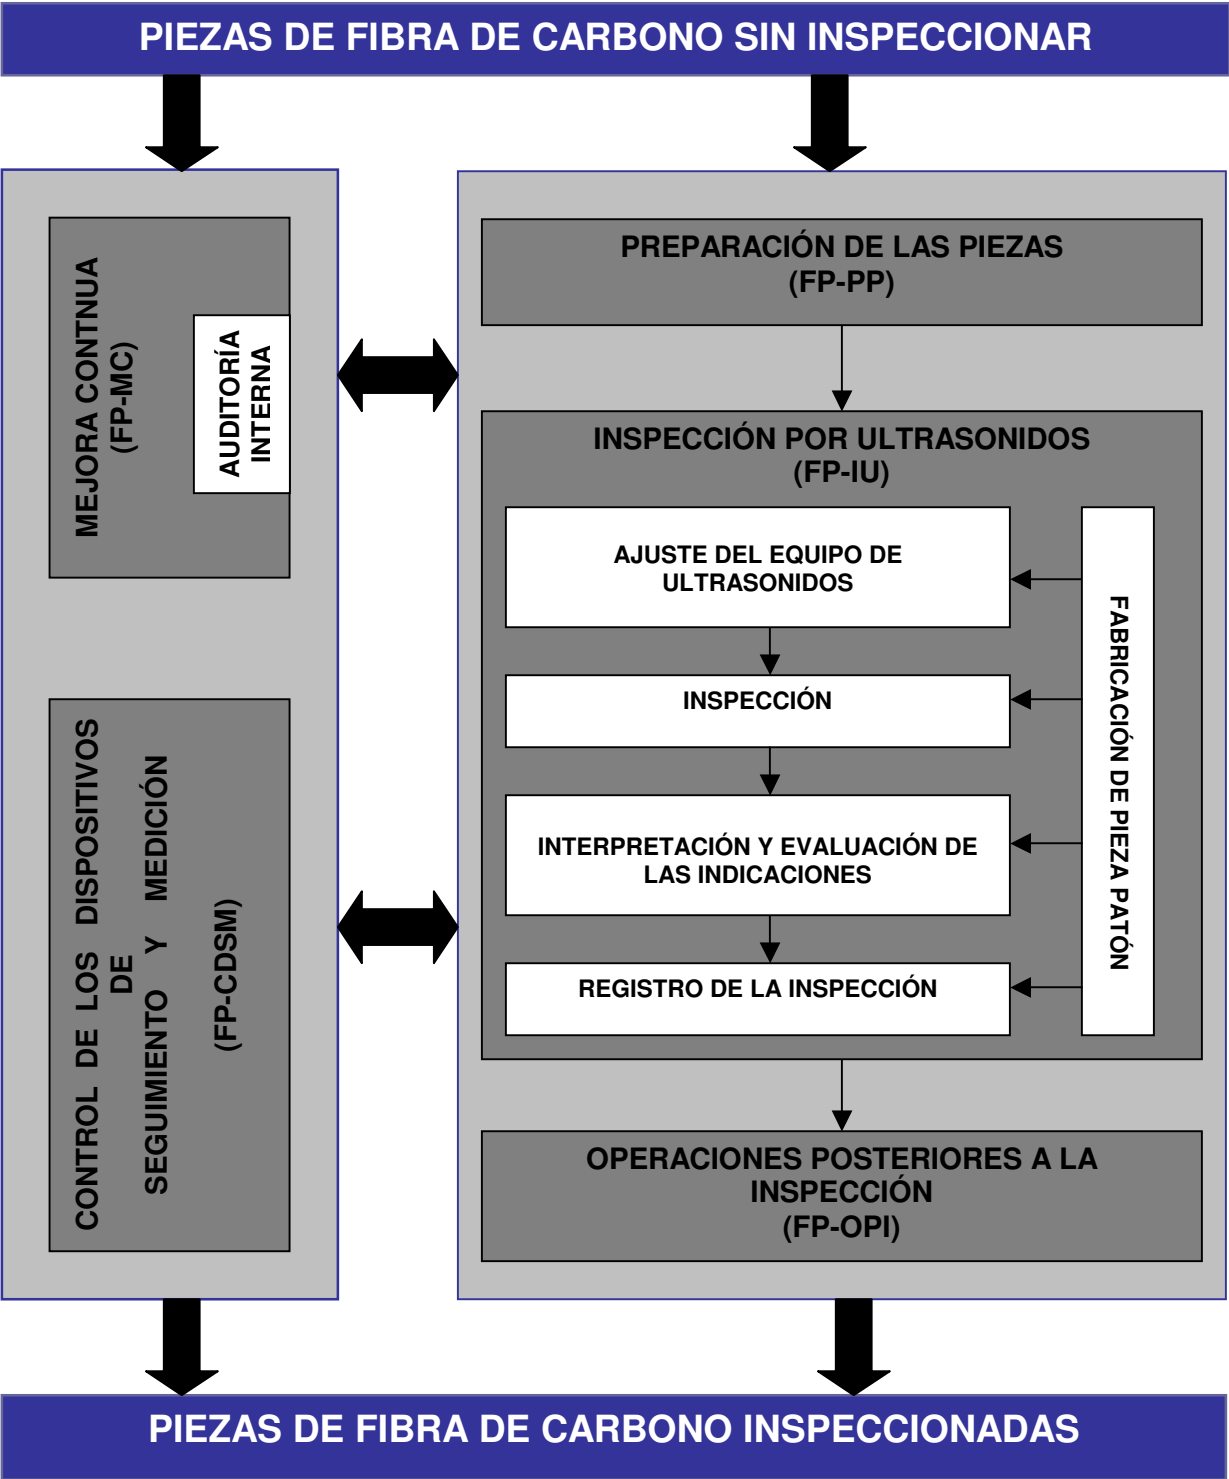 PIEZAS DE FIBRA DE CARBONO SIN INSPECCIONAR
MEJORA CONTNUA
(FP-MC)
AUDITORÍA
INTERNA
CONTROL DE LOS DISPOSITIVOS
DE
SEGUIMIENTO Y MEDICIÓN
(FP-CDSM)
PREPARACIÓN DE LAS PIEZAS
(FP-PP)
INSPECCIÓN POR ULTRASONIDOS
(FP-IU)
AJUSTE DEL EQUIPO DE
ULTRASONIDOS
INSPECCIÓN
INTERPRETACIÓN Y EVALUACIÓN DE
LAS INDICACIONES
REGISTRO DE LA INSPECCIÓN
FABRICACIÓN DE PIEZA PATÓN
OPERACIONES POSTERIORES A LA
INSPECCIÓN
(FP-OPI)
PIEZAS DE FIBRA DE CARBONO INSPECCIONADAS